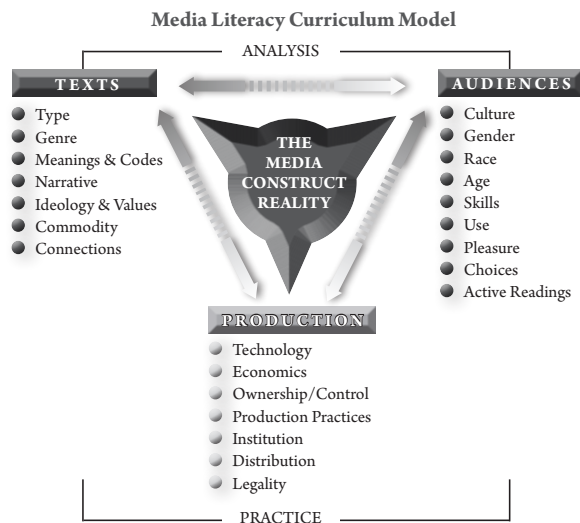 Media Literacy Curriculum Model
ANALYSIS
TEXTS
Type
Genre
Meanings & Codes
Narrative
Ideology & Values
Commodity
Connections
THE
MEDIA
CONSTRUCT
REALITY
AUDIENCES
Culture
Gender
Race
Age
Skills
Use
Pleasure
Choices
Active Readings
PRODUCTION
Technology
Economics
Ownership/Control
Production Practices
Institution
Distribution
Legality
PRACTICE